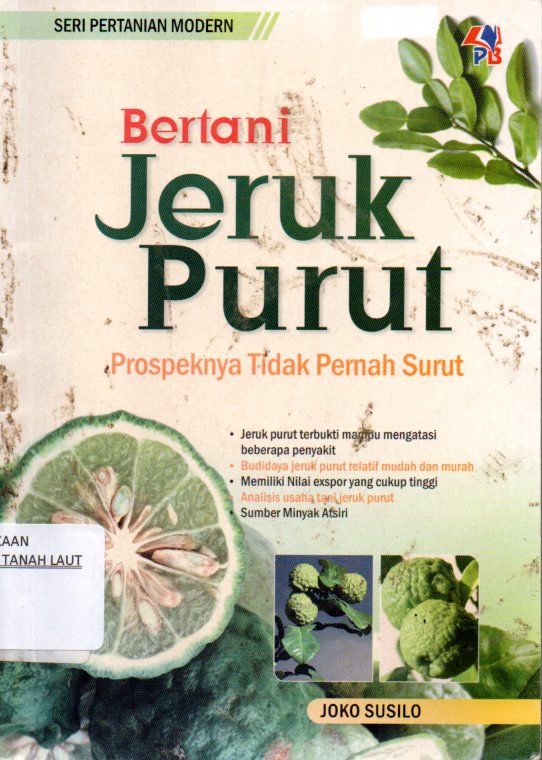 SERI PERTANIAN MODERN
PB
Bertani
Jeruk
Purut
Prospeknya Tidak Pernah Surut
• Jeruk purut terbukti mampu mengatasi
beberapa penyakit
• Budidaya jeruk purut relatif mudah dan murah
• Memiliki Nilai exspor yang cukup tinggi
• Analisis usaha tani jeruk purut
• Sumber Minyak Atsiri
KAAN
TANAH LAUT
JOKO SUSILO